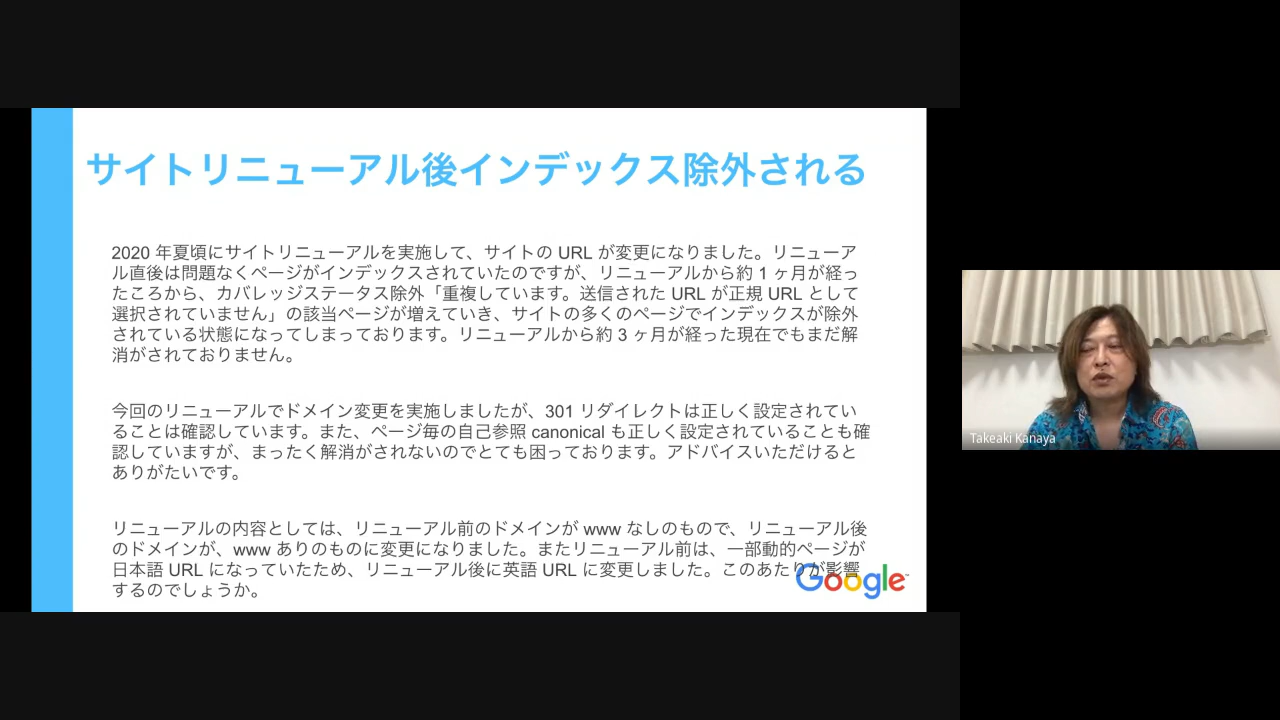 サイトリニューアル後インデックス除外される
2020 年夏頃にサイトリニューアルを実施して、サイトの URL が変更になりました。リニューア
ル直後は問題なくページがインデックスされていたのですが、リニューアルから約 1 ヶ月が経っ
たころから、カバレッジステータス除外「重複しています。送信された URL が正規 URL として
選択されていません」の該当ページが増えていき、サイトの多くのページでインデックスが除外
されている状態になってしまっております。リニューアルから約 3 ヶ月が経った現在でもまだ解
消がされておりません。
今回のリニューアルでドメイン変更を実施しましたが、301 リダイレクトは正しく設定されてい
ることは確認しています。また、ページ毎の自己参照 canonical も正しく設定されていることも確
認していますが、まったく解消がされないのでとても困っております。アドバイスいただけると
ありがたいです。
リニューアルの内容としては、リニューアル前のドメインが www なしのもので、リニューアル後
のドメインが、www ありのものに変更になりました。またリニューアル前は、一部動的ページが
日本語 URL になっていたため、リニューアル後に英語 URL に変更しました。このあたりが影響
するのでしょうか。
Google
Takeaki Kanaya